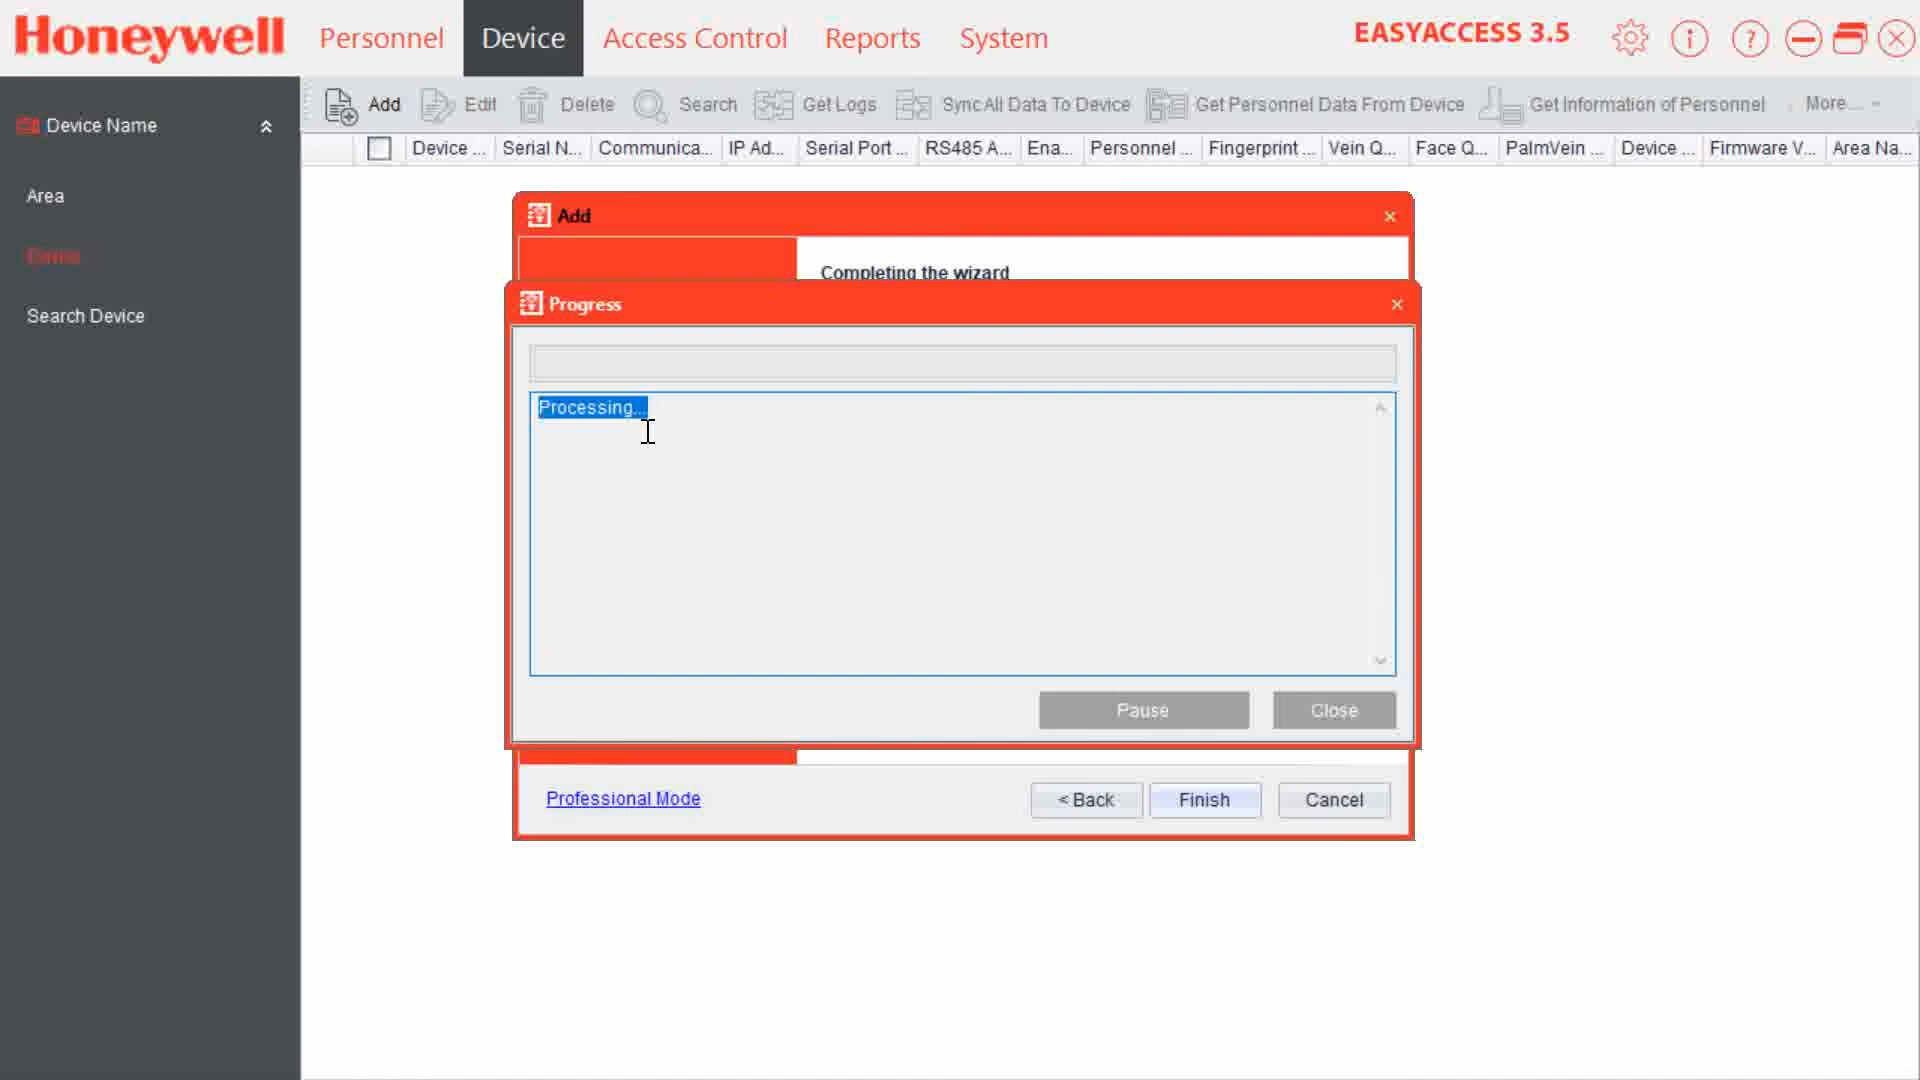 Honeywell
Personnel
Device
Access Control
Reports
System
EASYACCESS 3.5
Add
Edit
Delete
Search
Get Logs
Sync All Data To Device
Get Personnel Data From Device
Get Information of Personnel
More...
Device Name
Area
Search Device
Device ...
Serial N...
Communica...
IP Ad...
Serial Port ...
RS485 A...
Ena...
Personnel ...
Fingerprint ...
Vein Q...
Face Q...
PalmVein ...
Device ...
Firmware V...
Area Na...
Add
Completing the wizard
Progress
Processing...
Pause
Close
Professional Mode
< Back
Finish
Cancel